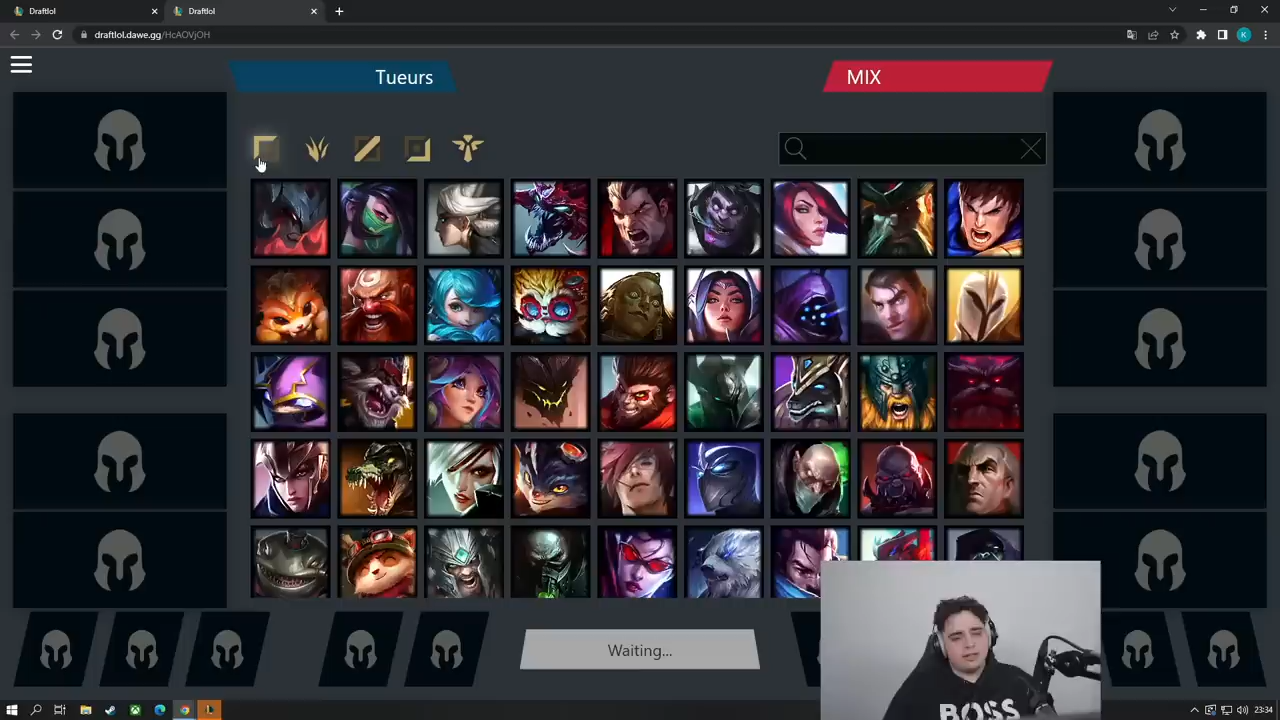 Draftlol
Draftlol
draftlol.dawe.gg/HcAOVjOH
K
Tueurs
MIX
Waiting...
BOSS
23:34